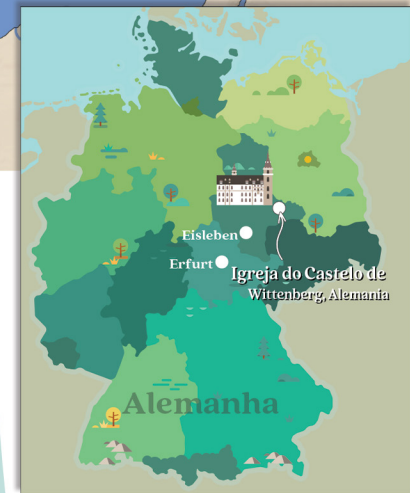 Eisleben
Erfurt
Igreja do Castelo de
Wittenberg, Alemania
Alemanha